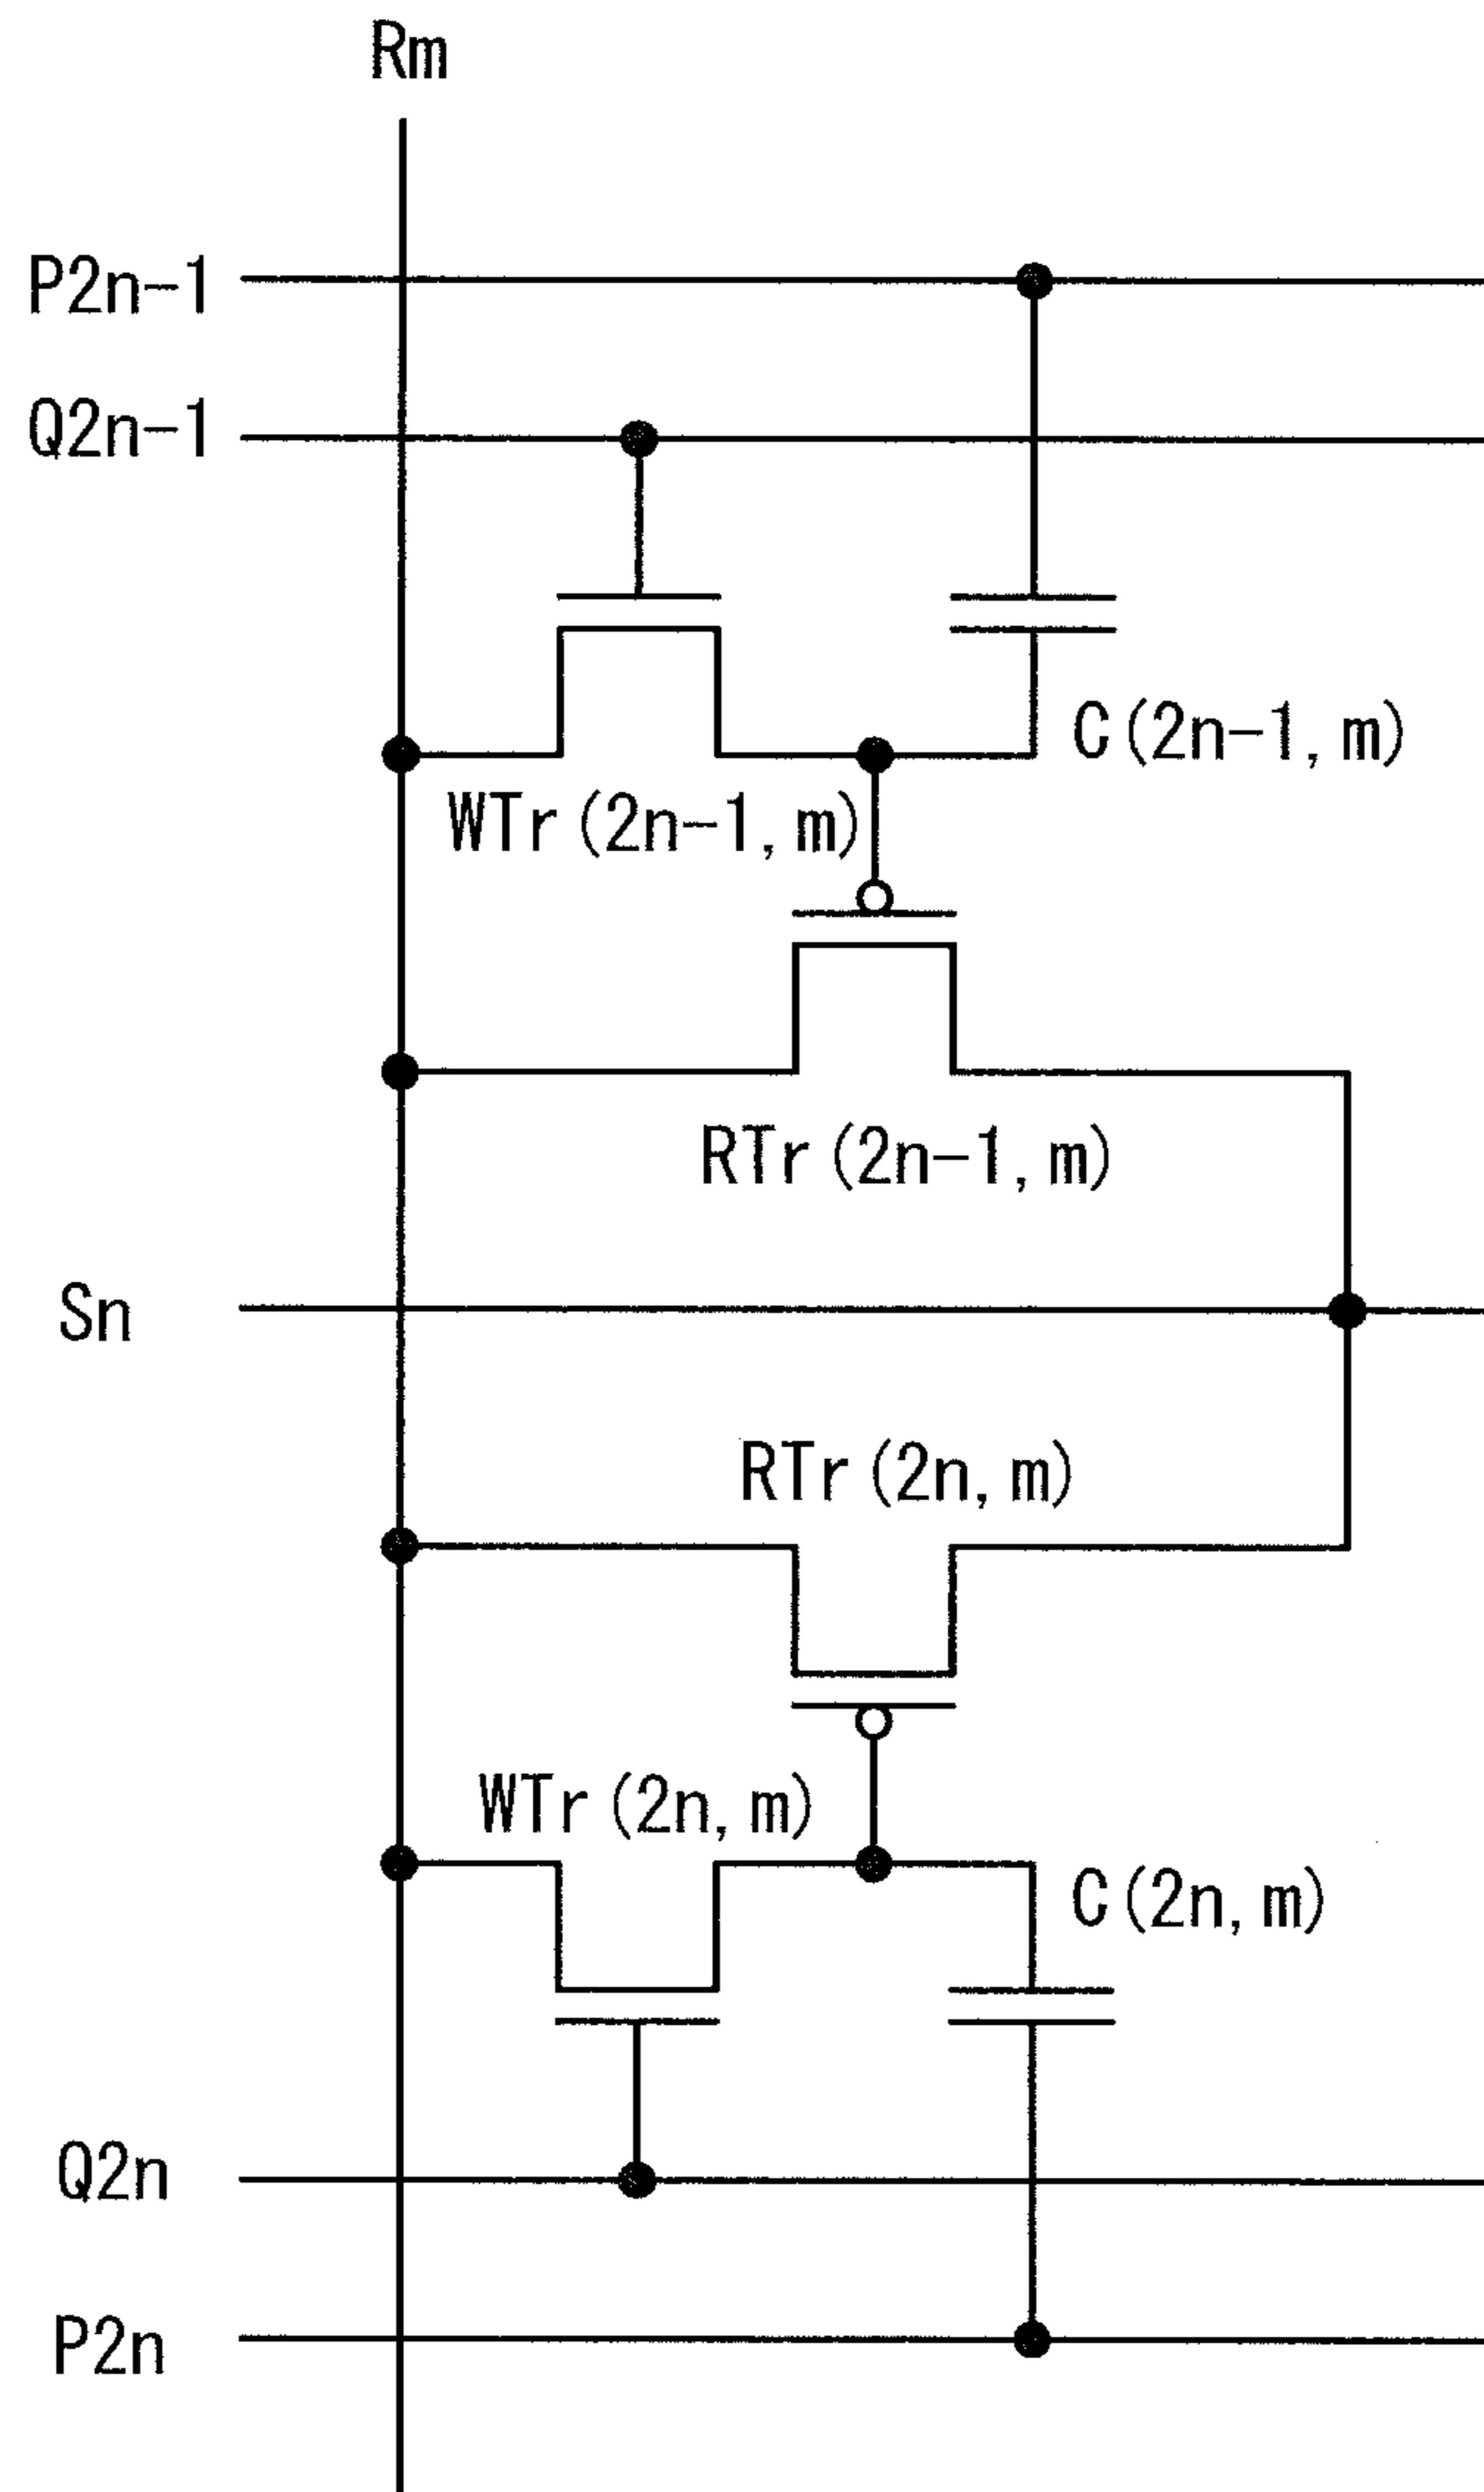 Rm
P2n-1
Q2n-1
C(2n-1,m)
WTr(2n-1,m)
RTr(2n-1,m)
Sn
RTr(2n,m)
WTr(2n,m)
C(2n,m)
Q2n
P2n